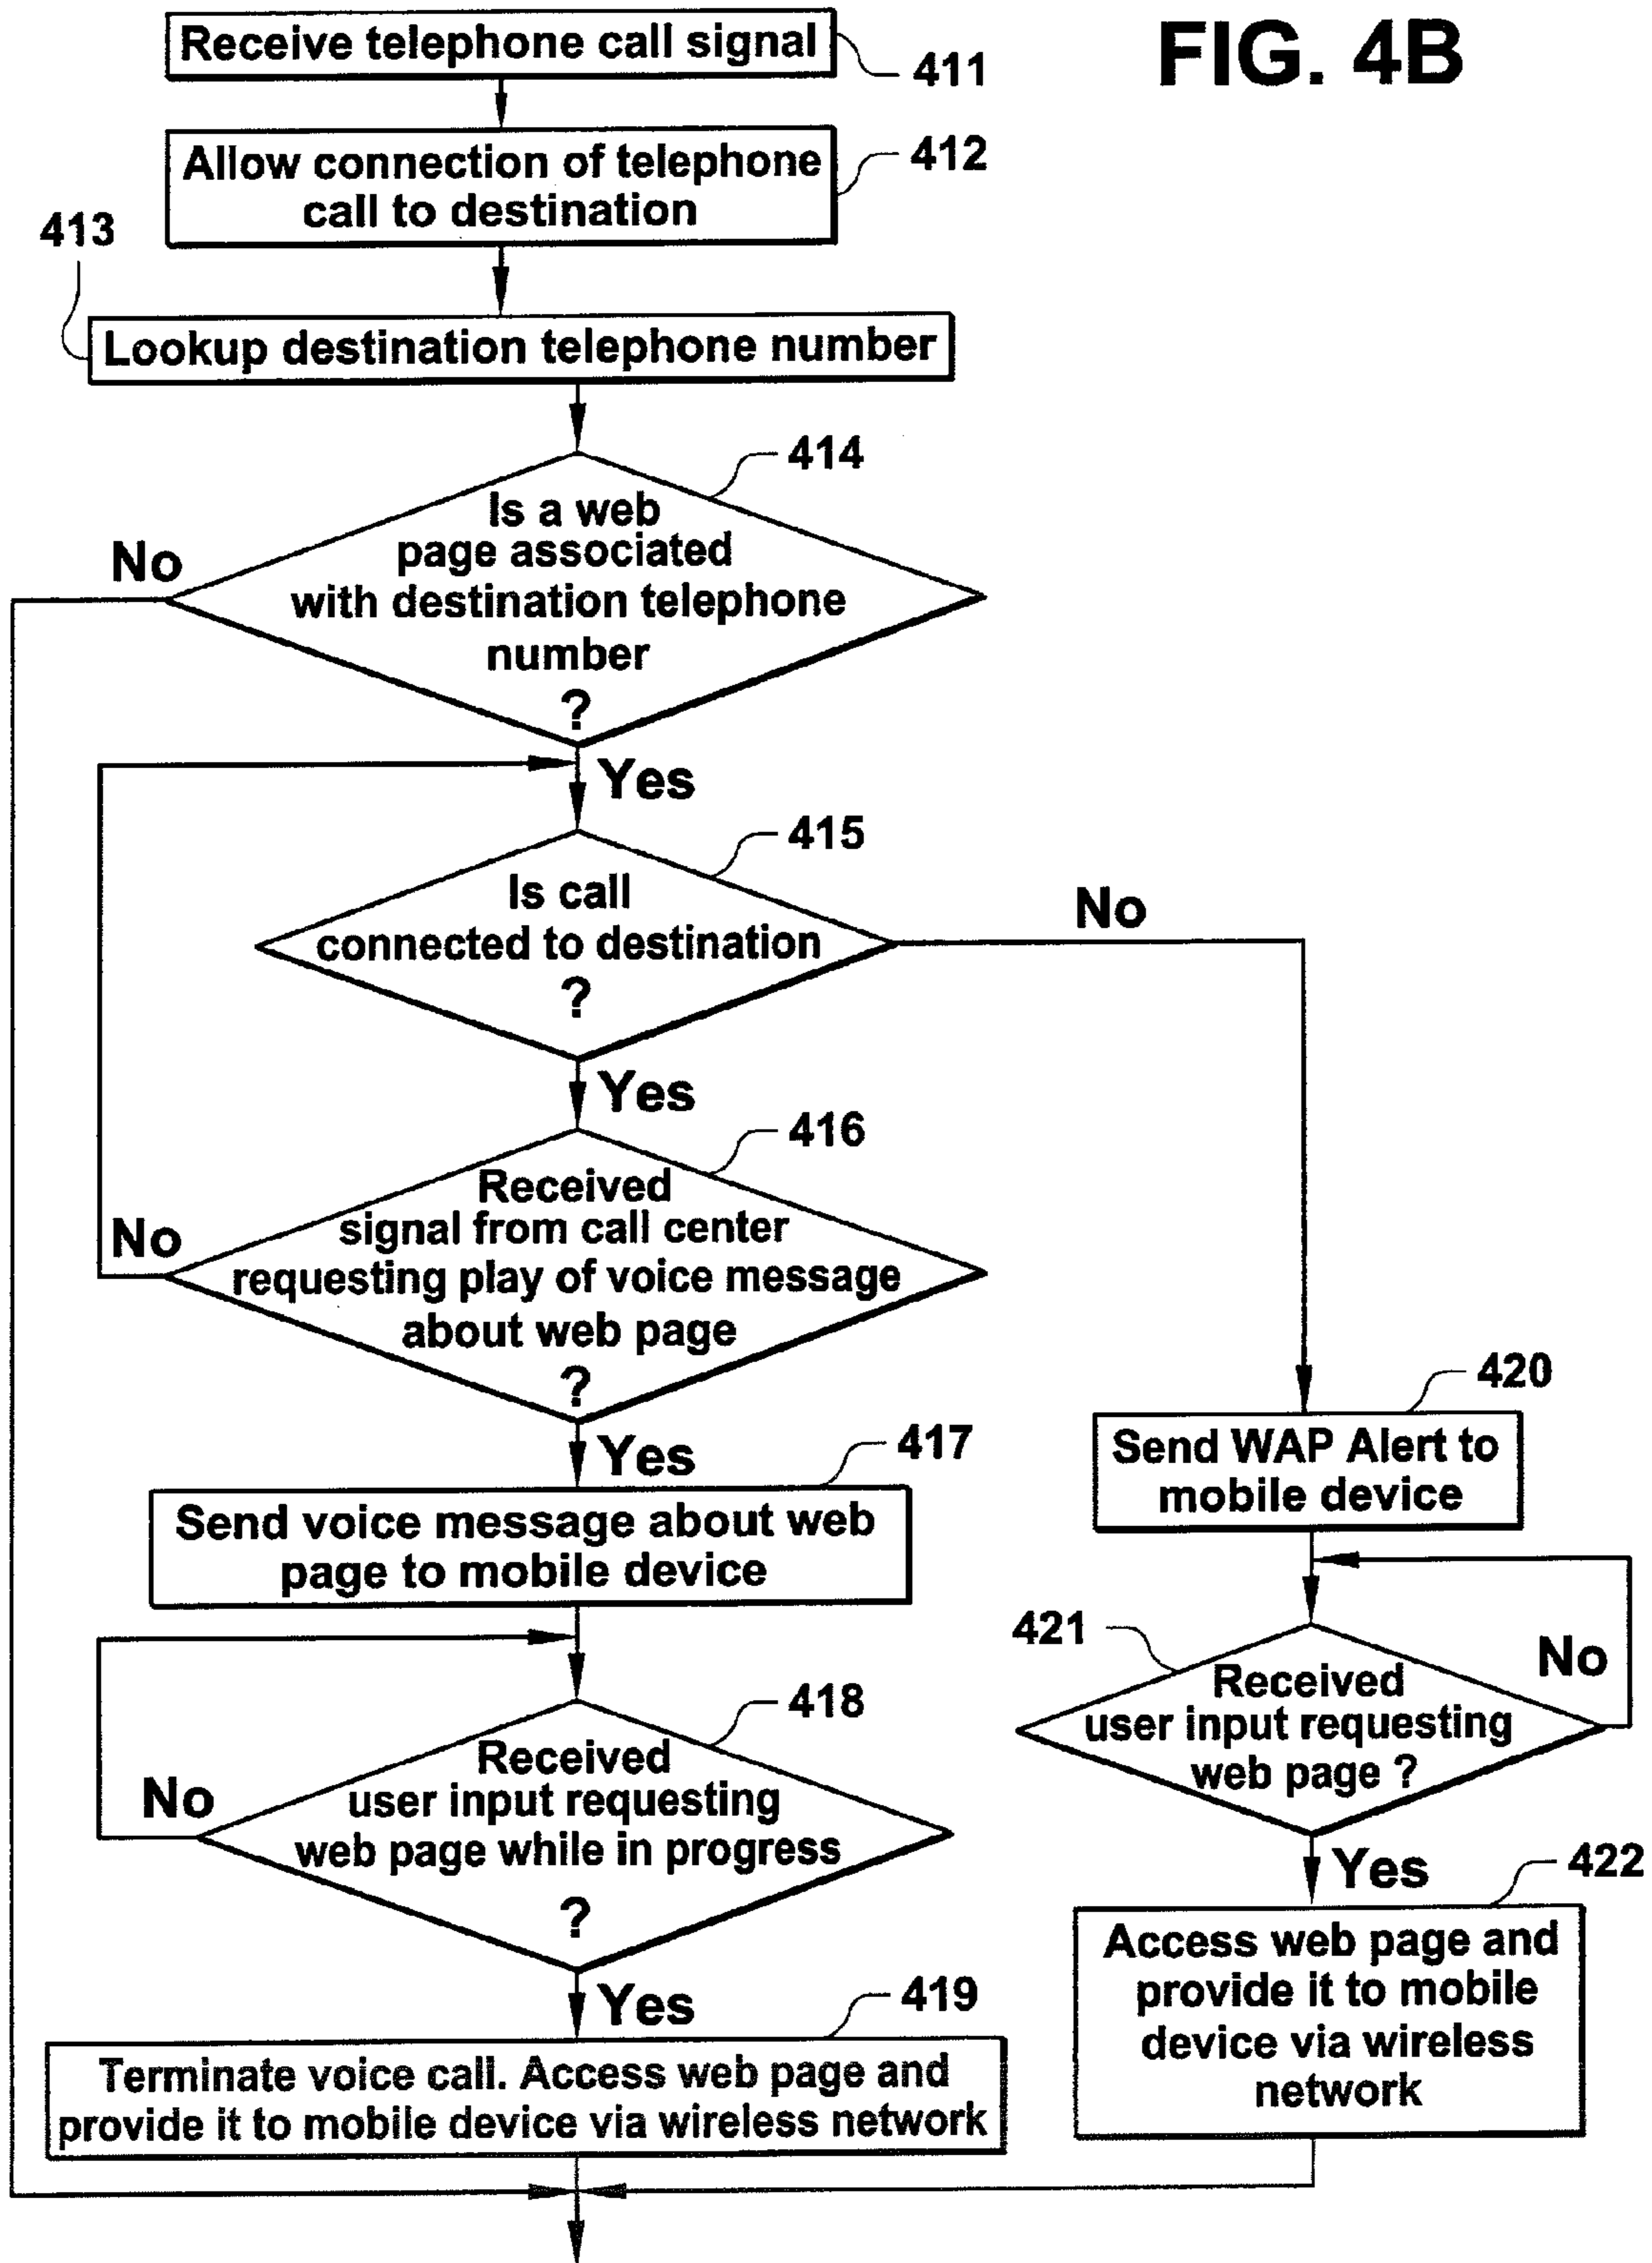 FIG. 4B
Receive telephone call signal
411
Allow connection of telephone
call to destination
412
413
Lookup destination telephone number
414
Is a web
page associated
with destination telephone
number
?
No
Yes
415
Is call
connected to destination
?
No
Yes
416
Received
signal from call center
requesting play of voice message
about web page
?
No
Yes
417
Send voice message about web
page to mobile device
418
Received
user input requesting
web page while in progress
?
No
Yes
419
Terminate voice call. Access web page and
provide it to mobile device via wireless network
420
Send WAP Alert to
mobile device
421
Received
user input requesting
web page ?
No
Yes
422
Access web page and
provide it to mobile
device via wireless
network